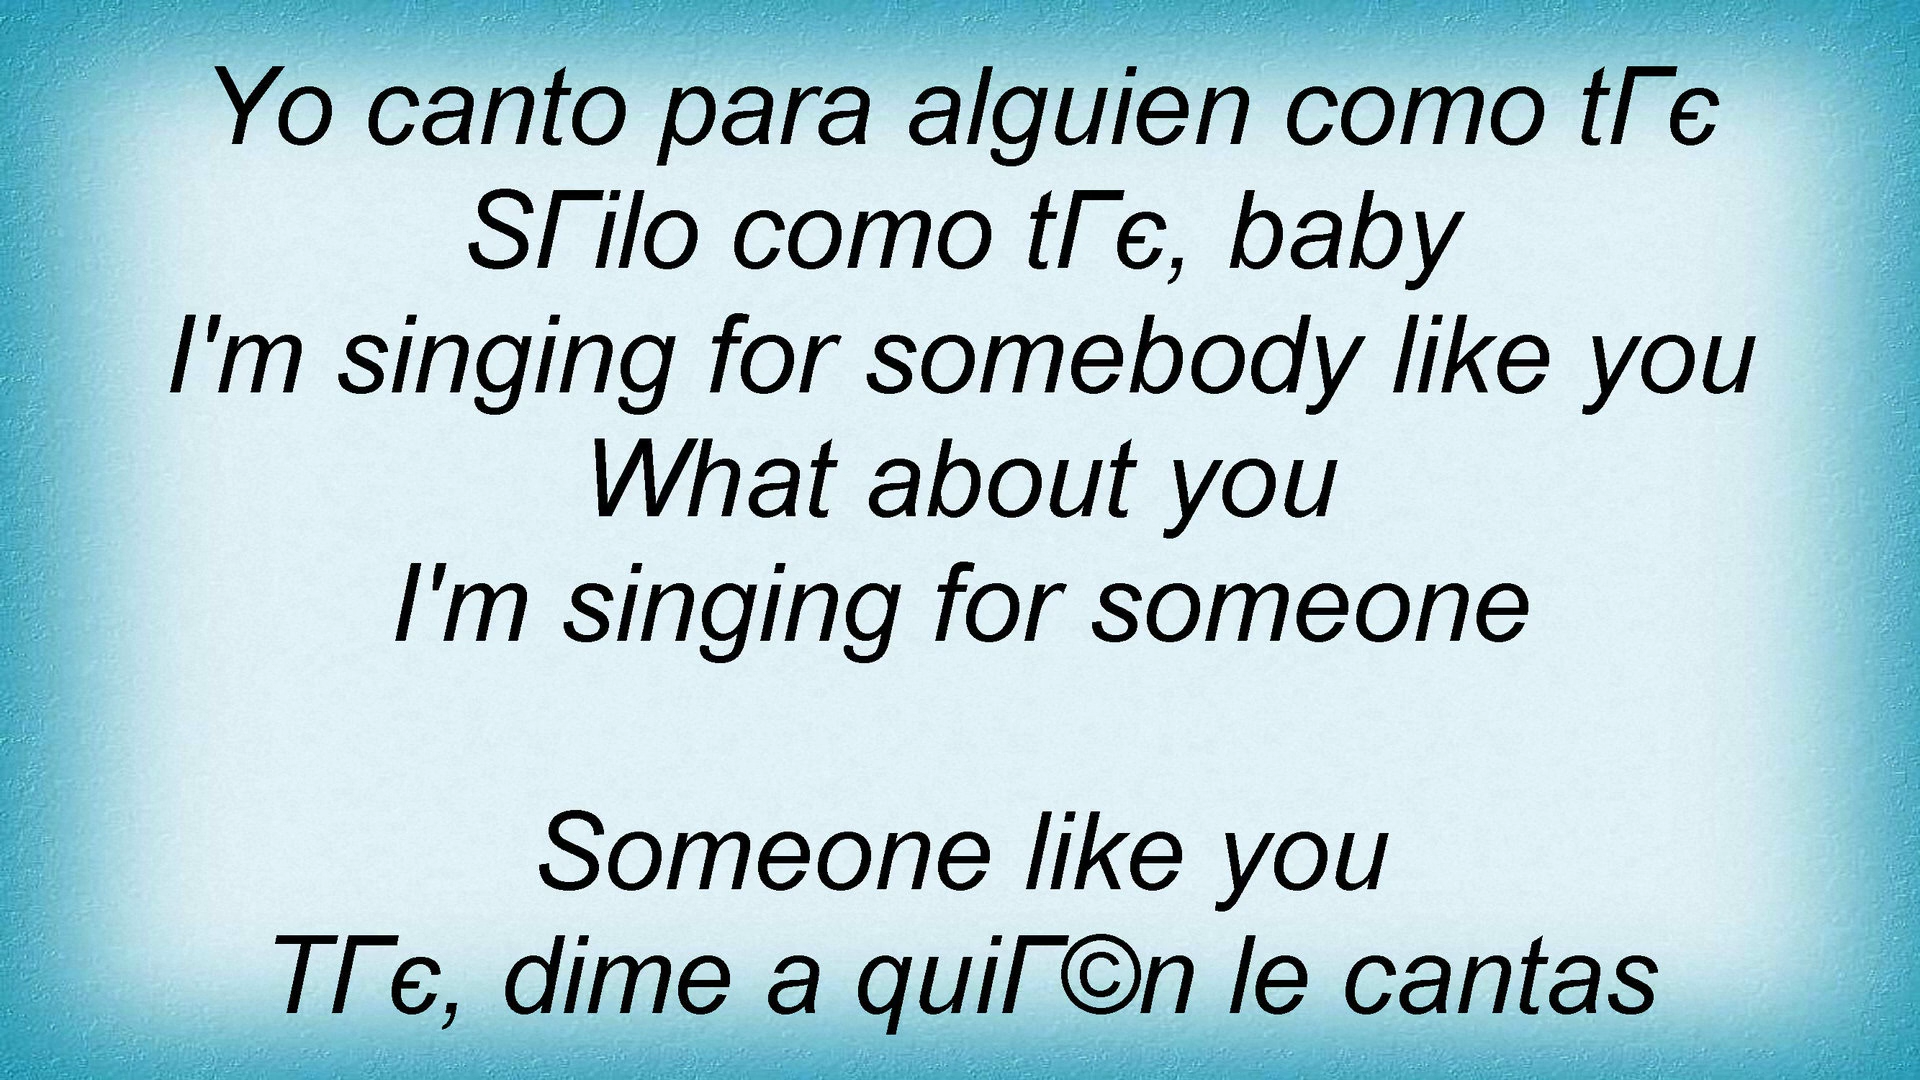 Yo canto para alguien como tГє
SГіlo como tГє, baby
I'm singing for somebody like you
What about you
I'm singing for someone
Someone like you
TГє, dime a quiГ©n le cantas